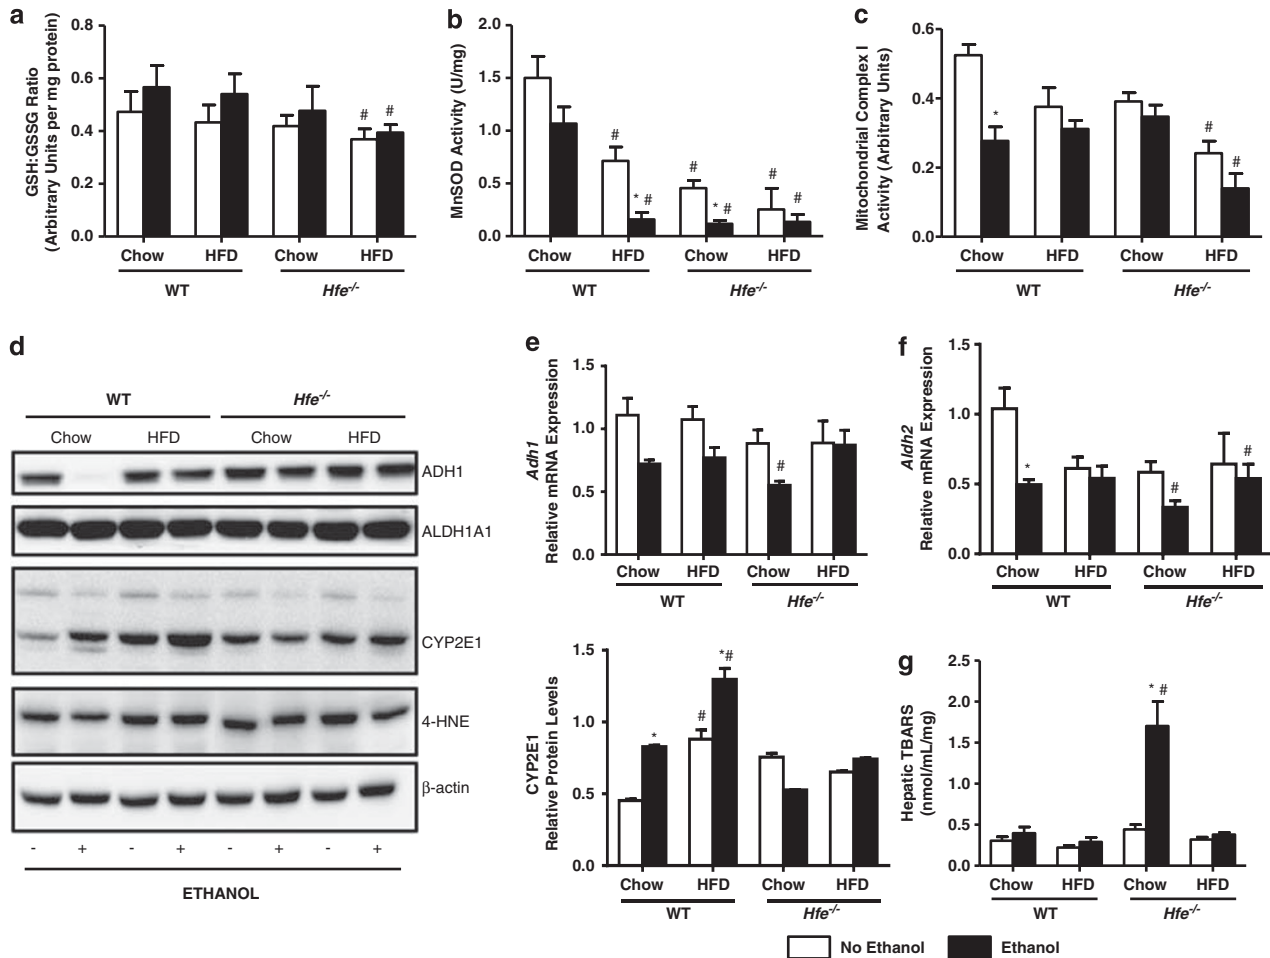 a
GSH:GSSG Ratio
(Arbitrary Units per mg protein)
0.8
0.6
0.4
0.2
0.0
# #
Chow HFD Chow HFD
WT Hfe-/-
b
MnSOD Activity (U/mg)
2.0
1.5
1.0
0.5
0.0
# * # # * # # #
Chow HFD Chow HFD
WT Hfe-/-
c
Mitochondrial Complex I
Activity (Arbitrary Units)
0.6
0.4
0.2
0.0
* # #
Chow HFD Chow HFD
WT Hfe-/-
d
WT Hfe-/-
Chow HFD Chow HFD
ADH1
ALDH1A1
CYP2E1
4-HNE
β-actin
- + - + - + - +
ETHANOL
e
Adh1
Relative mRNA Expression
1.5
1.0
0.5
0.0
#
Chow HFD Chow HFD
WT Hfe-/-
CYP2E1
Relative Protein Levels
1.5
1.0
0.5
0.0
* # *#
Chow HFD Chow HFD
WT Hfe-/-
f
Aldh2
Relative mRNA Expression
1.5
1.0
0.5
0.0
* # #
Chow HFD Chow HFD
WT Hfe-/-
g
Hepatic TBARS
(nmol/mL/mg)
2.5
2.0
1.5
1.0
0.5
0.0
* #
Chow HFD Chow HFD
WT Hfe-/-
No Ethanol Ethanol